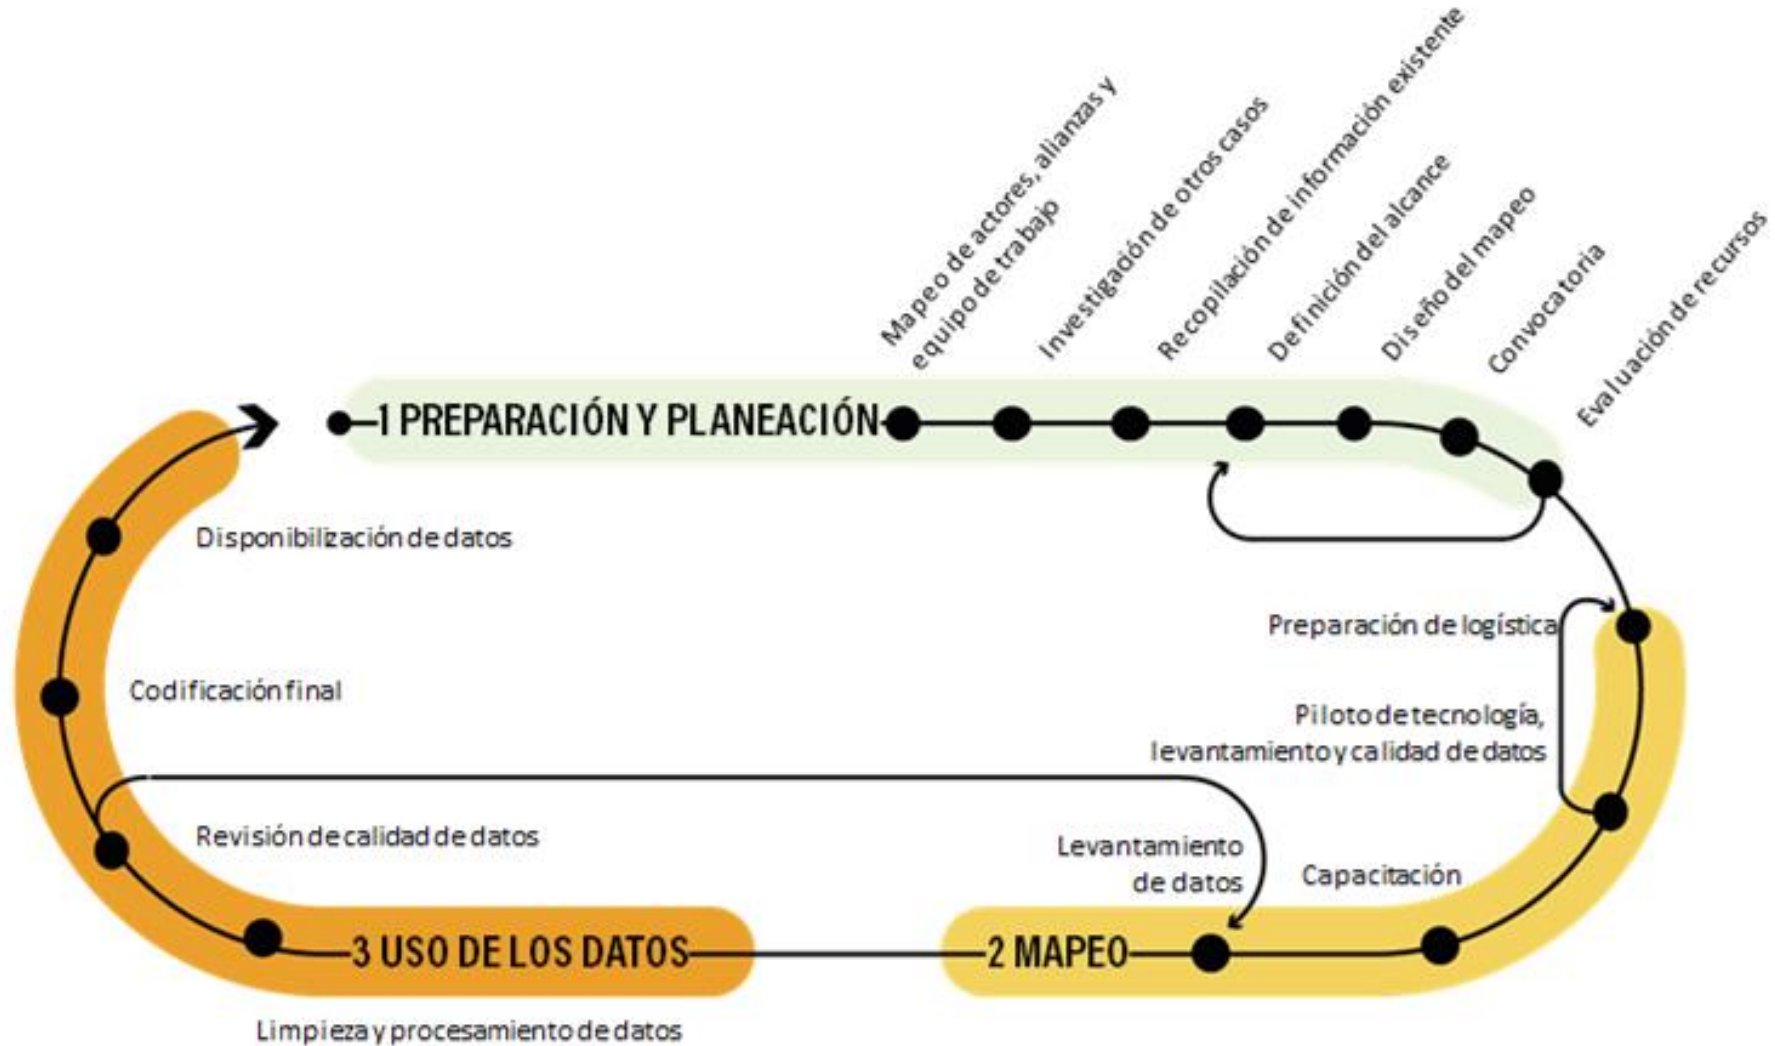 Mapeo de actores, alianzas y
equipo de trabajo
Investigación de otros casos
Recopilación de información existente
Definición del alcance
Diseño del mapeo
Convocatoria
Evaluación de recursos
1 PREPARACIÓN Y PLANEACIÓN
Preparación de logística
Piloto de tecnología,
levantamiento y calidad de datos
Capacitación
Levantamiento
de datos
2 MAPEO
3 USO DE LOS DATOS
Limpieza y procesamiento de datos
Revisión de calidad de datos
Codificación final
Disponibilización de datos